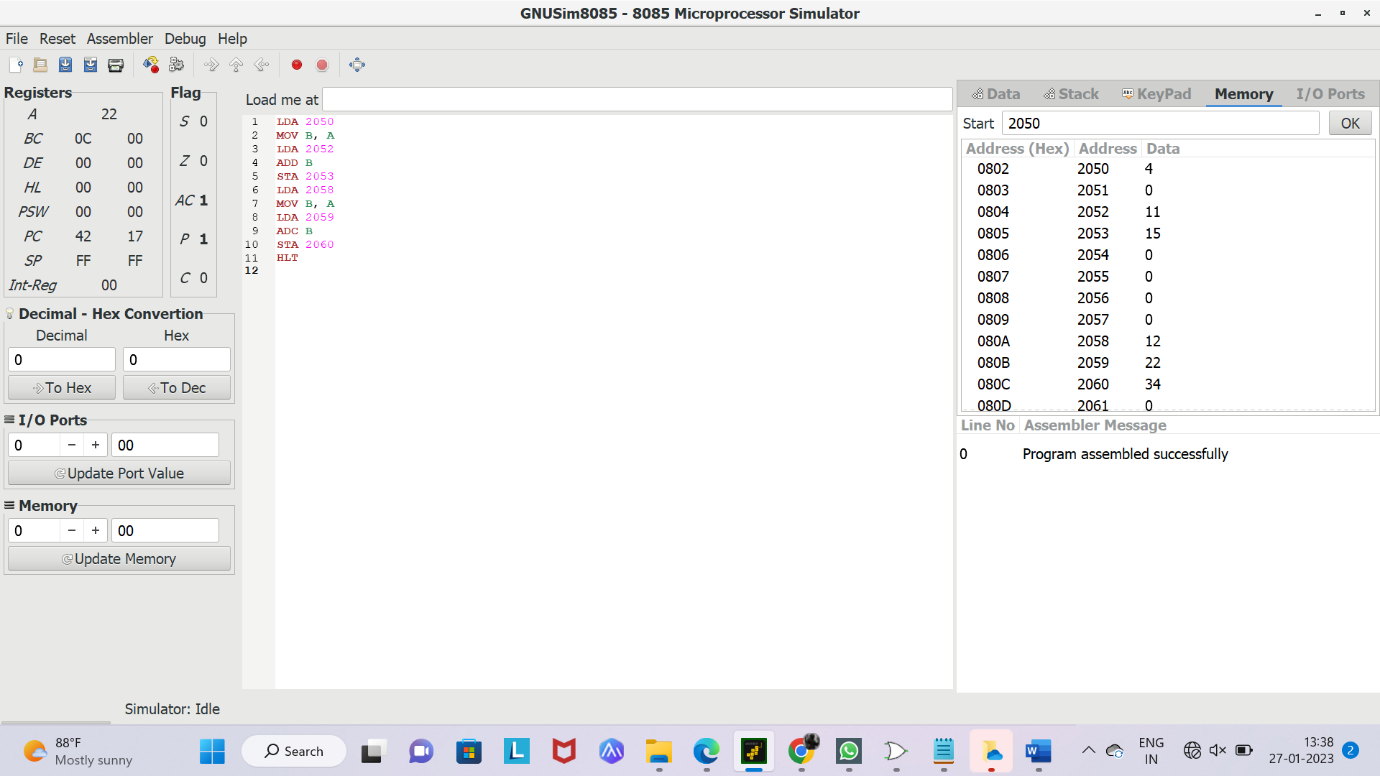 GNUSim8085 - 8085 Microprocessor Simulator
File Reset Assembler Debug Help
Registers
A 22
BC 0C 00
DE 00 00
HL 00 00
PSW 00 00
PC 42 17
SP FF FF
Int-Reg 00
Flag
S 0
Z 0
AC 1
P 1
C 0
Decimal - Hex Convertion
Decimal Hex
0 0
To Hex To Dec
I/O Ports
0 - + 00
Update Port Value
Memory
0 - + 00
Update Memory
Load me at
1 LDA 2050
2 MOV B, A
3 LDA 2052
4 ADD B
5 STA 2053
6 LDA 2058
7 MOV B, A
8 LDA 2059
9 ADC B
10 STA 2060
11 HLT
12
Data Stack KeyPad Memory I/O Ports
Start 2050 OK
Address (Hex) Address Data
0802 2050 4
0803 2051 0
0804 2052 11
0805 2053 15
0806 2054 0
0807 2055 0
0808 2056 0
0809 2057 0
080A 2058 12
080B 2059 22
080C 2060 34
080D 2061 0
Line No Assembler Message
0 Program assembled successfully
Simulator: Idle
88°F
Mostly sunny
Search
L
W
ENG
IN
13:38
27-01-2023
2